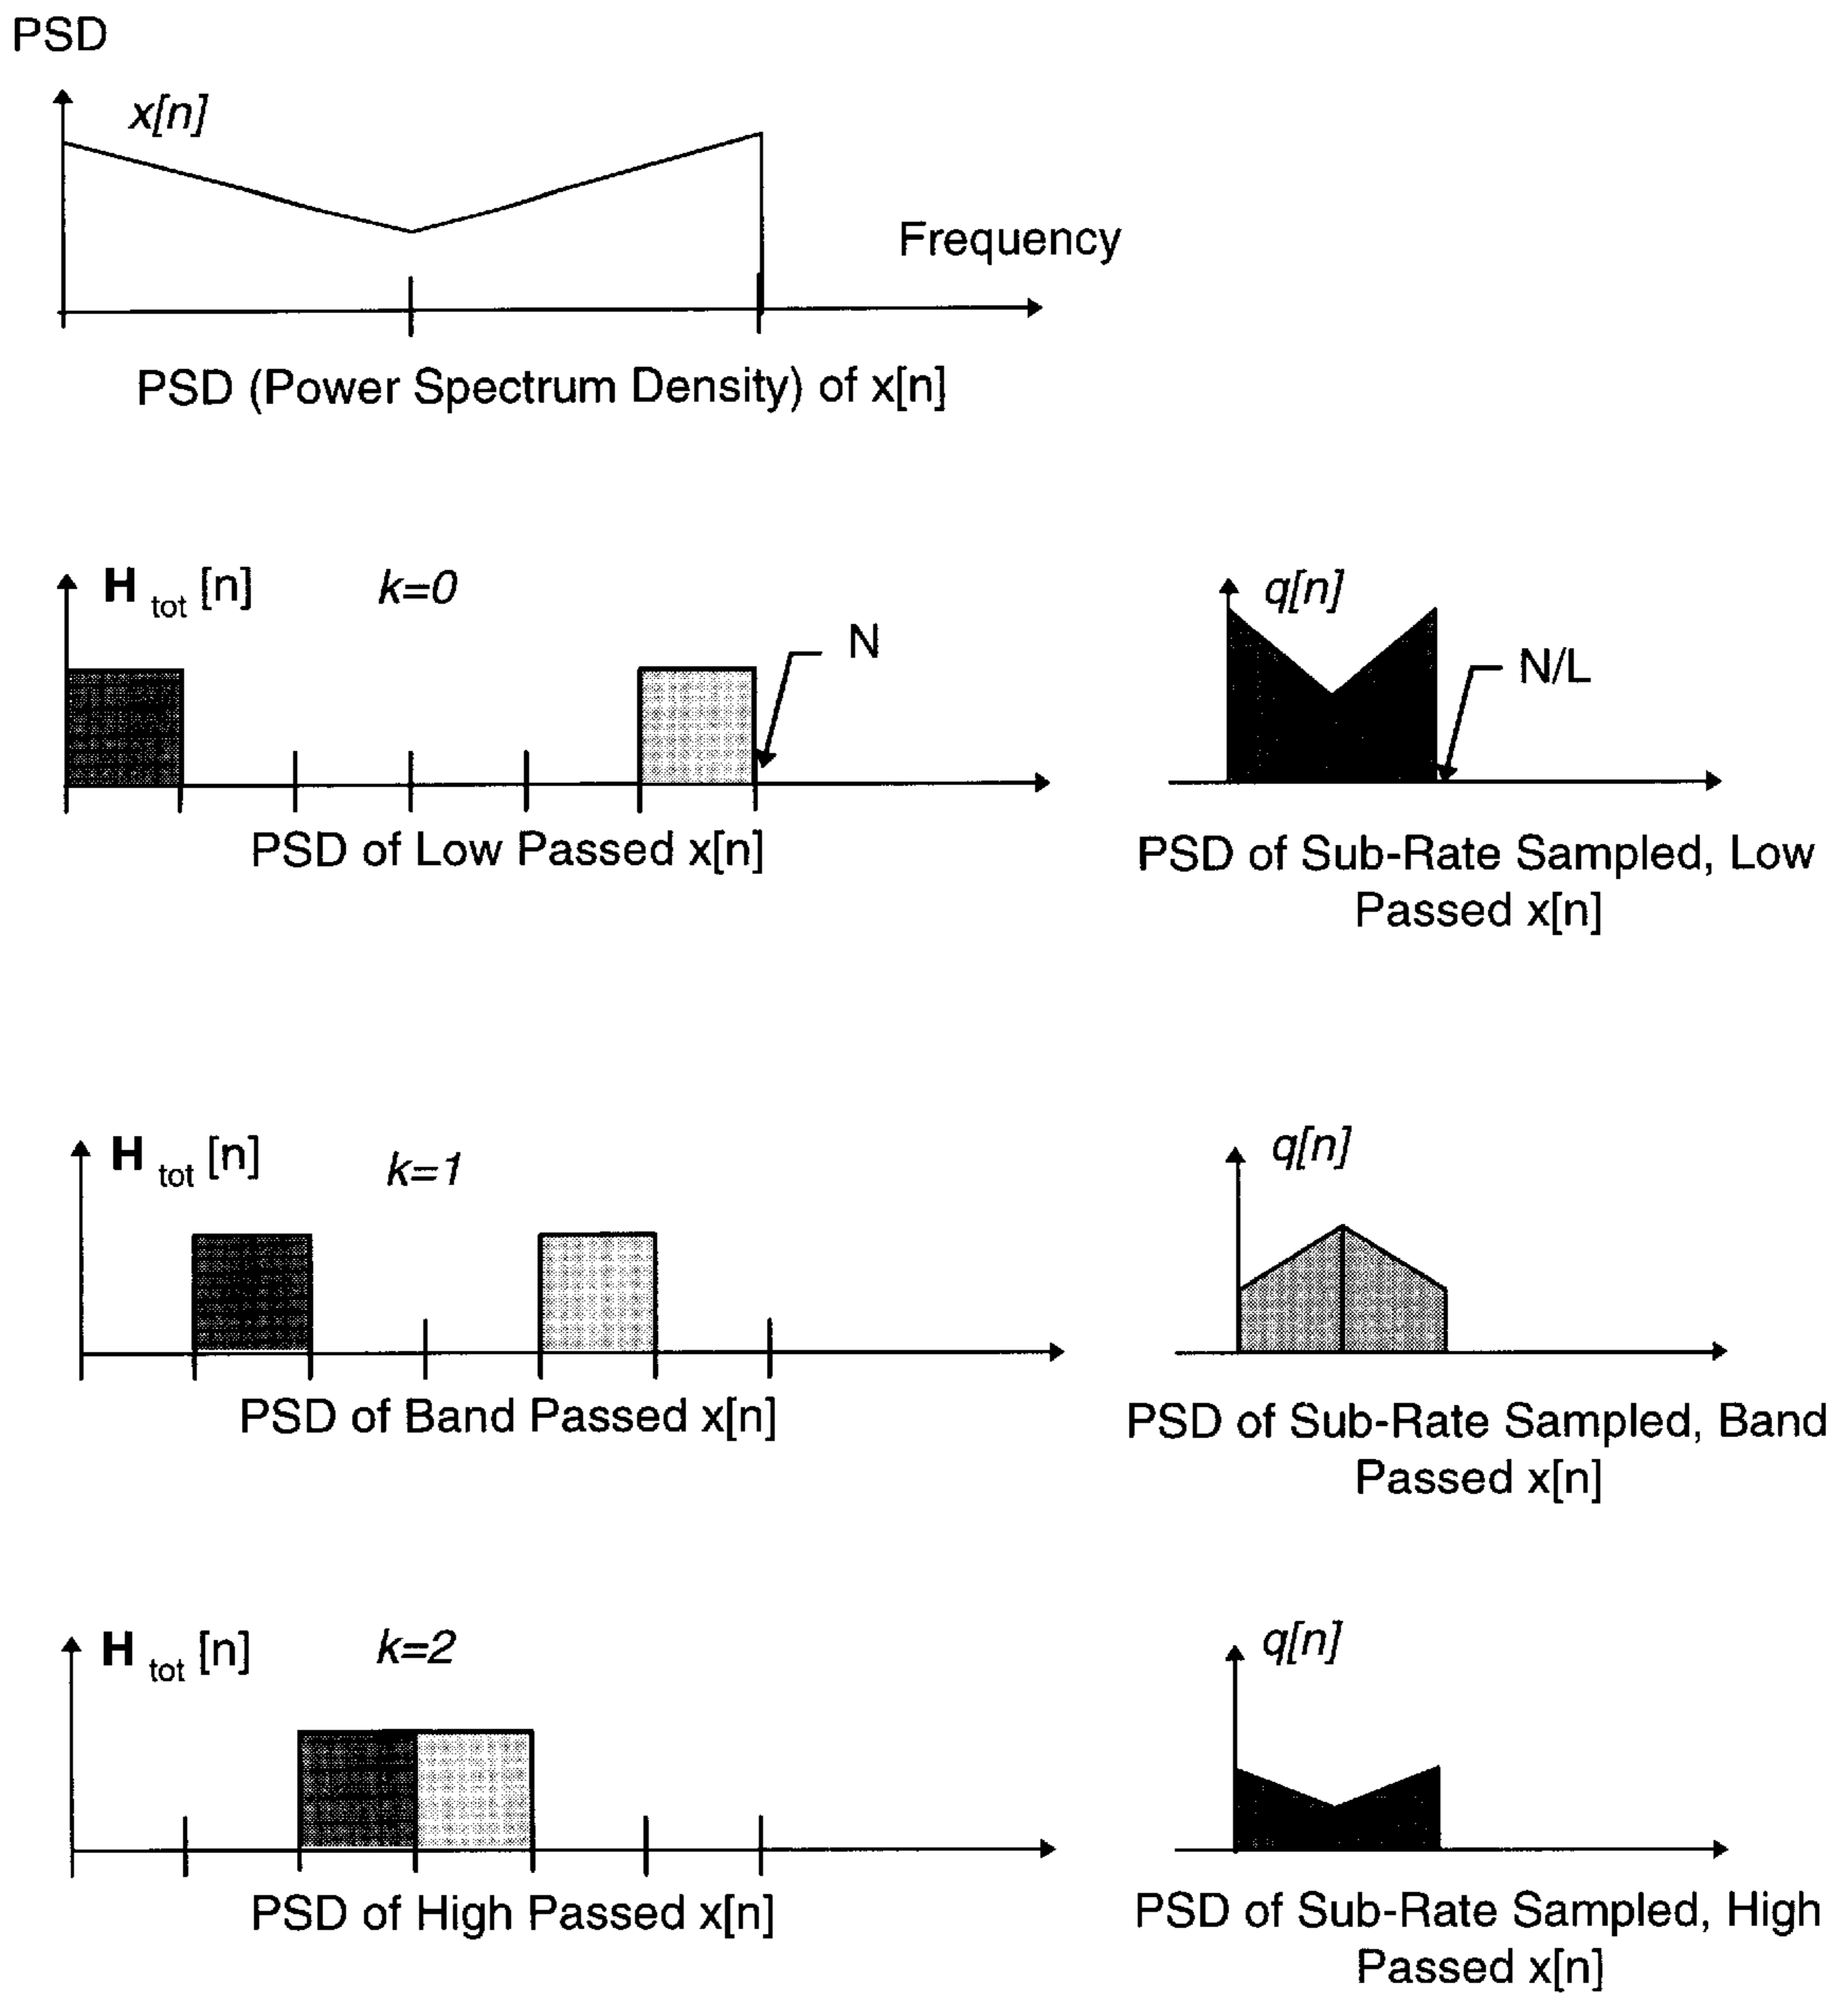 PSD
x[n]
Frequency
PSD (Power Spectrum Density) of x[n]
H tot [n]
k=0
N
PSD of Low Passed x[n]
q[n]
N/L
PSD of Sub-Rate Sampled, Low
Passed x[n]
H tot [n]
k=1
PSD of Band Passed x[n]
q[n]
PSD of Sub-Rate Sampled, Band
Passed x[n]
H tot [n]
k=2
PSD of High Passed x[n]
q[n]
PSD of Sub-Rate Sampled, High
Passed x[n]